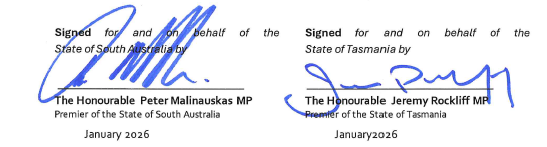 Signed for and on behalf of the
State of South Australia by
The Honourable Peter Malinauskas MP
Premier of the State of South Australia
January 2026
Signed for and on behalf of the
State of Tasmania by
The Honourable Jeremy Rockliff MP
Premier of the State of Tasmania
January2026